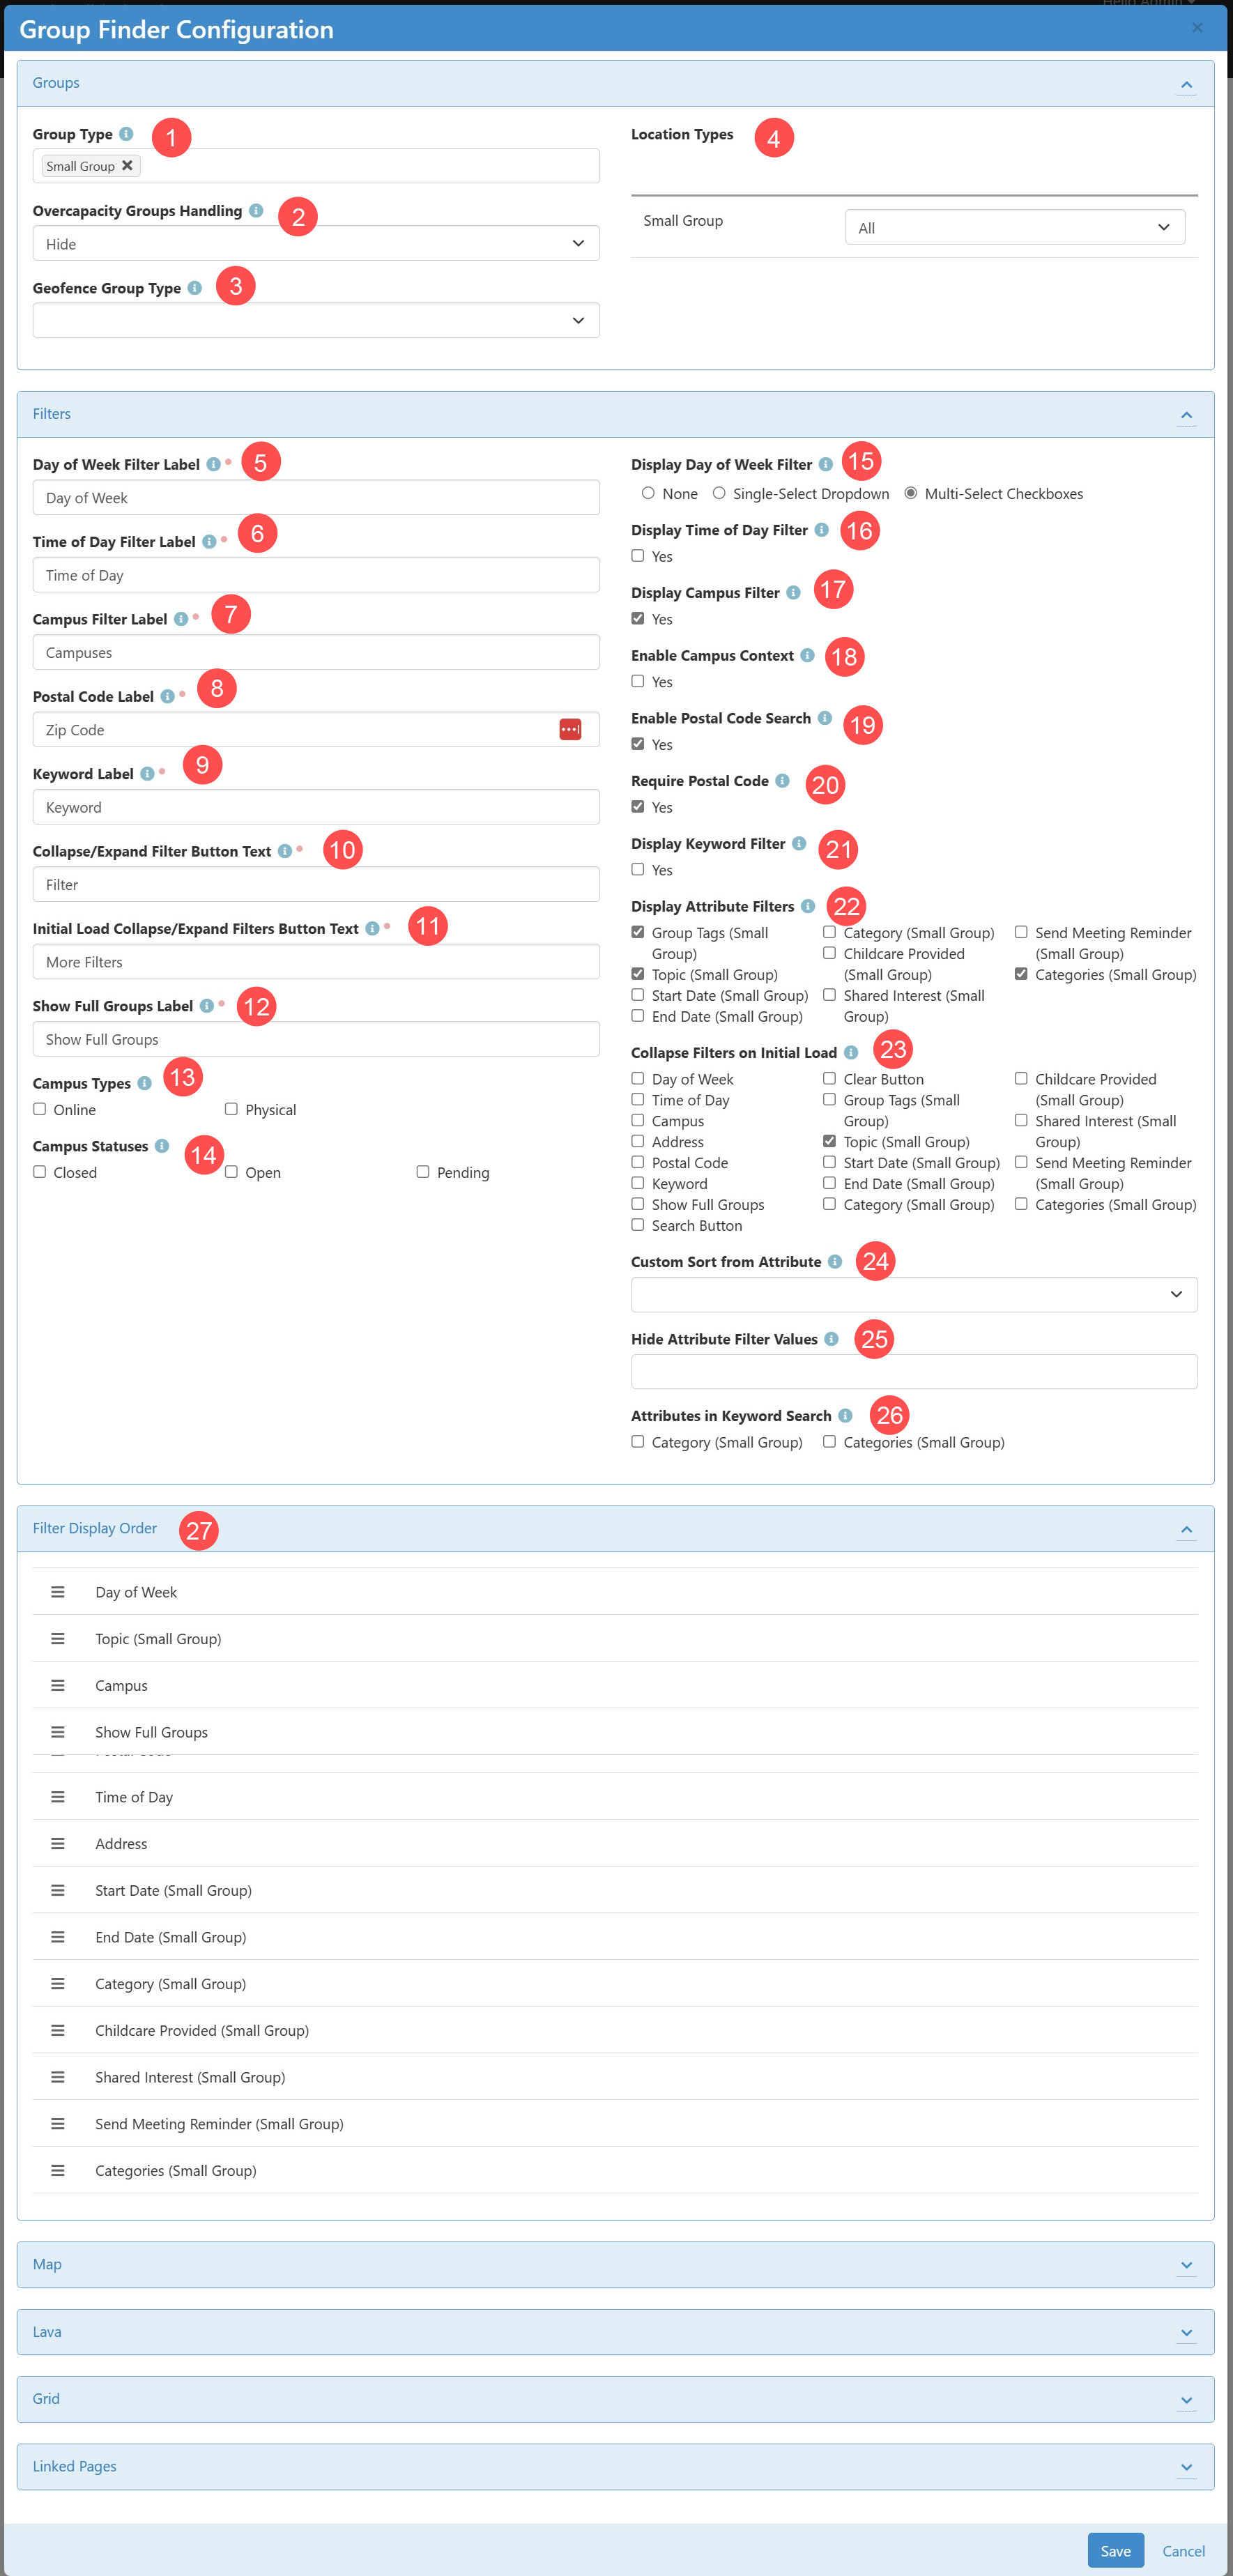 Hello Admin
Group Finder Configuration
×
Groups
Group Type
1
Small Group ✕
Overcapacity Groups Handling
2
Hide
Geofence Group Type
3
Location Types
4
Small Group
All
Filters
Day of Week Filter Label
5
Day of Week
Time of Day Filter Label
6
Time of Day
Campus Filter Label
7
Campuses
Postal Code Label
8
Zip Code
Keyword Label
9
Keyword
Collapse/Expand Filter Button Text
10
Filter
Initial Load Collapse/Expand Filters Button Text
11
More Filters
Show Full Groups Label
12
Show Full Groups
Campus Types
13
Online
Physical
Campus Statuses
14
Closed
Open
Pending
Display Day of Week Filter
15
None
Single-Select Dropdown
Multi-Select Checkboxes
Display Time of Day Filter
16
Yes
Display Campus Filter
17
Yes
Enable Campus Context
18
Yes
Enable Postal Code Search
19
Yes
Require Postal Code
20
Yes
Display Keyword Filter
21
Yes
Display Attribute Filters
22
Group Tags (Small
Group)
Topic (Small Group)
Start Date (Small Group)
End Date (Small Group)
Category (Small Group)
Childcare Provided
(Small Group)
Shared Interest (Small
Group)
Send Meeting Reminder
(Small Group)
Categories (Small Group)
Collapse Filters on Initial Load
23
Day of Week
Time of Day
Campus
Address
Postal Code
Keyword
Show Full Groups
Search Button
Clear Button
Group Tags (Small
Group)
Topic (Small Group)
Start Date (Small Group)
End Date (Small Group)
Category (Small Group)
Childcare Provided
(Small Group)
Shared Interest (Small
Group)
Send Meeting Reminder
(Small Group)
Categories (Small Group)
Custom Sort from Attribute
24
Hide Attribute Filter Values
25
Attributes in Keyword Search
26
Category (Small Group)
Categories (Small Group)
Filter Display Order
27
Day of Week
Topic (Small Group)
Campus
Show Full Groups
Time of Day
Address
Start Date (Small Group)
End Date (Small Group)
Category (Small Group)
Childcare Provided (Small Group)
Shared Interest (Small Group)
Send Meeting Reminder (Small Group)
Categories (Small Group)
Map
Lava
Grid
Linked Pages
Save
Cancel